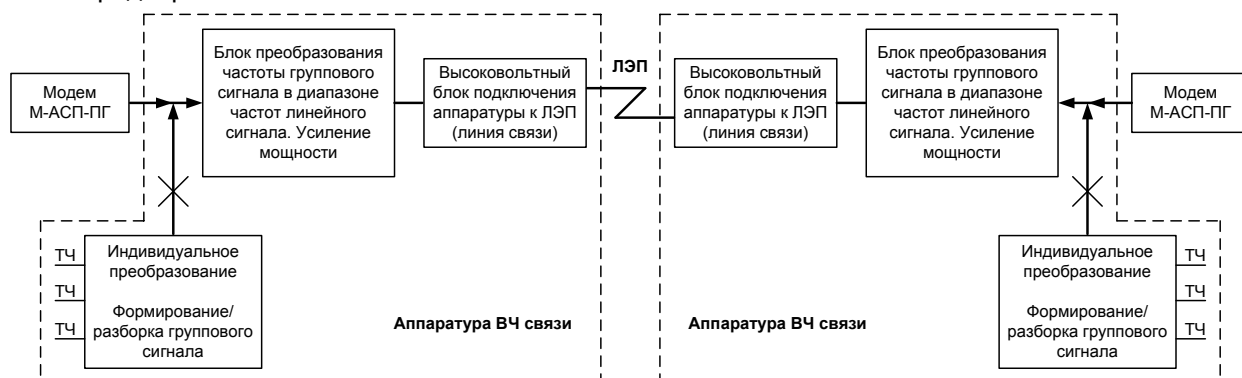 Блок преобразования
частоты группового
сигнала в диапазоне
частот линейного
сигнала. Усиление
мощности
Модем
М-АСП-ПГ
Высоковольтный
блок подключения
аппаратуры к ЛЭП
(линия связи)
ЛЭП
Высоковольтный
блок подключения
аппаратуры к ЛЭП
(линия связи)
Блок преобразования
частоты группового
сигнала в диапазоне
частот линейного
сигнала. Усиление
мощности
Модем
М-АСП-ПГ
ТЧ
ТЧ
ТЧ
Индивидуальное
преобразование
Формирование/
разборка группового
сигнала
Аппаратура ВЧ связи
Аппаратура ВЧ связи
Индивидуальное
преобразование
Формирование/
разборка группового
сигнала
ТЧ
ТЧ
ТЧ